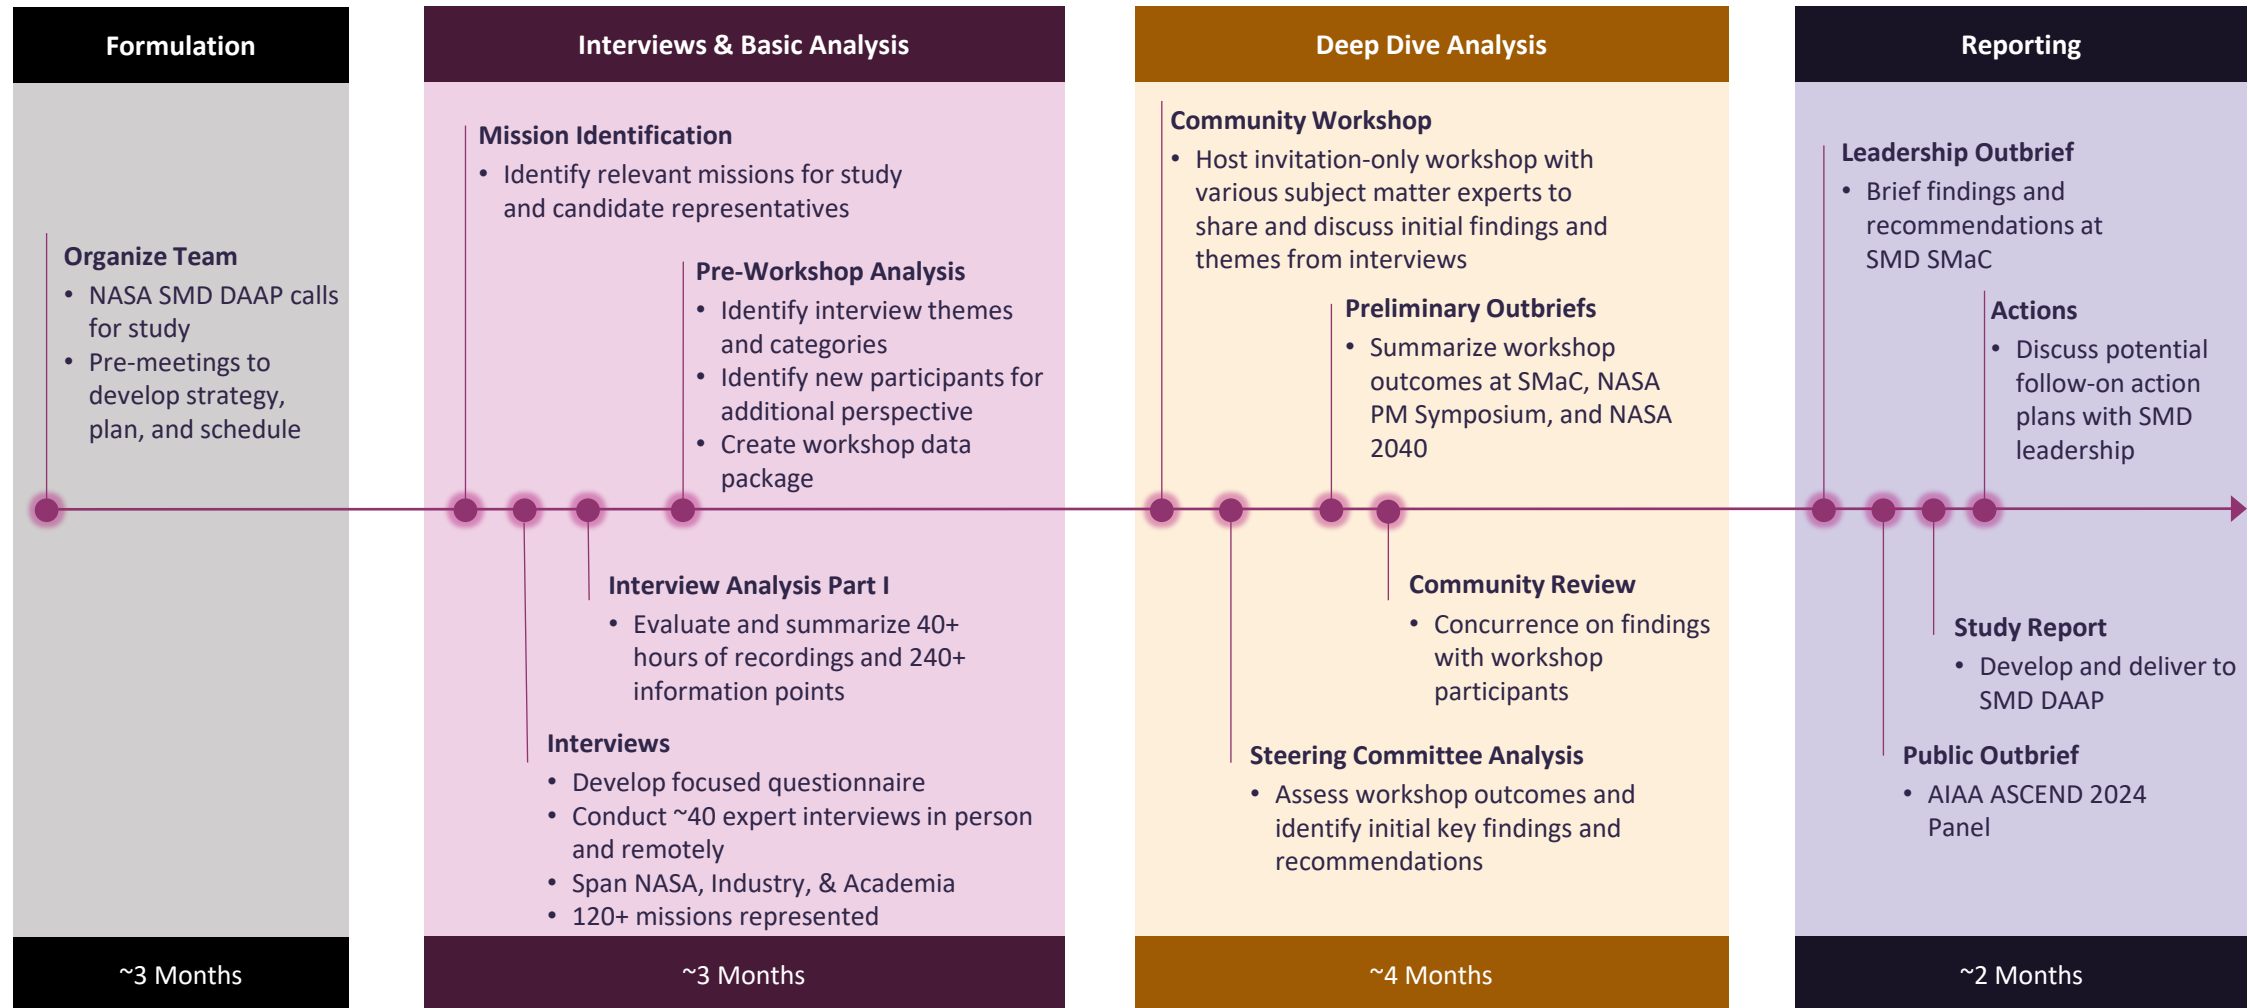 Formulation
Organize Team
• NASA SMD DAAP calls
for study
• Pre-meetings to
develop strategy,
plan, and schedule
~3 Months
Interviews & Basic Analysis
Mission Identification
• Identify relevant missions for study
and candidate representatives
Pre-Workshop Analysis
• Identify interview themes
and categories
• Identify new participants for
additional perspective
• Create workshop data
package
Interview Analysis Part I
• Evaluate and summarize 40+
hours of recordings and 240+
information points
Interviews
• Develop focused questionnaire
• Conduct ~40 expert interviews in person
and remotely
• Span NASA, Industry, & Academia
• 120+ missions represented
~3 Months
Deep Dive Analysis
Community Workshop
• Host invitation-only workshop with
various subject matter experts to
share and discuss initial findings and
themes from interviews
Preliminary Outbriefs
• Summarize workshop
outcomes at SMaC, NASA
PM Symposium, and NASA
2040
Community Review
• Concurrence on findings
with workshop
participants
Steering Committee Analysis
• Assess workshop outcomes and
identify initial key findings and
recommendations
~4 Months
Reporting
Leadership Outbrief
• Brief findings and
recommendations at
SMD SMaC
Actions
• Discuss potential
follow-on action
plans with SMD
leadership
Study Report
• Develop and deliver to
SMD DAAP
Public Outbrief
• AIAA ASCEND 2024
Panel
~2 Months